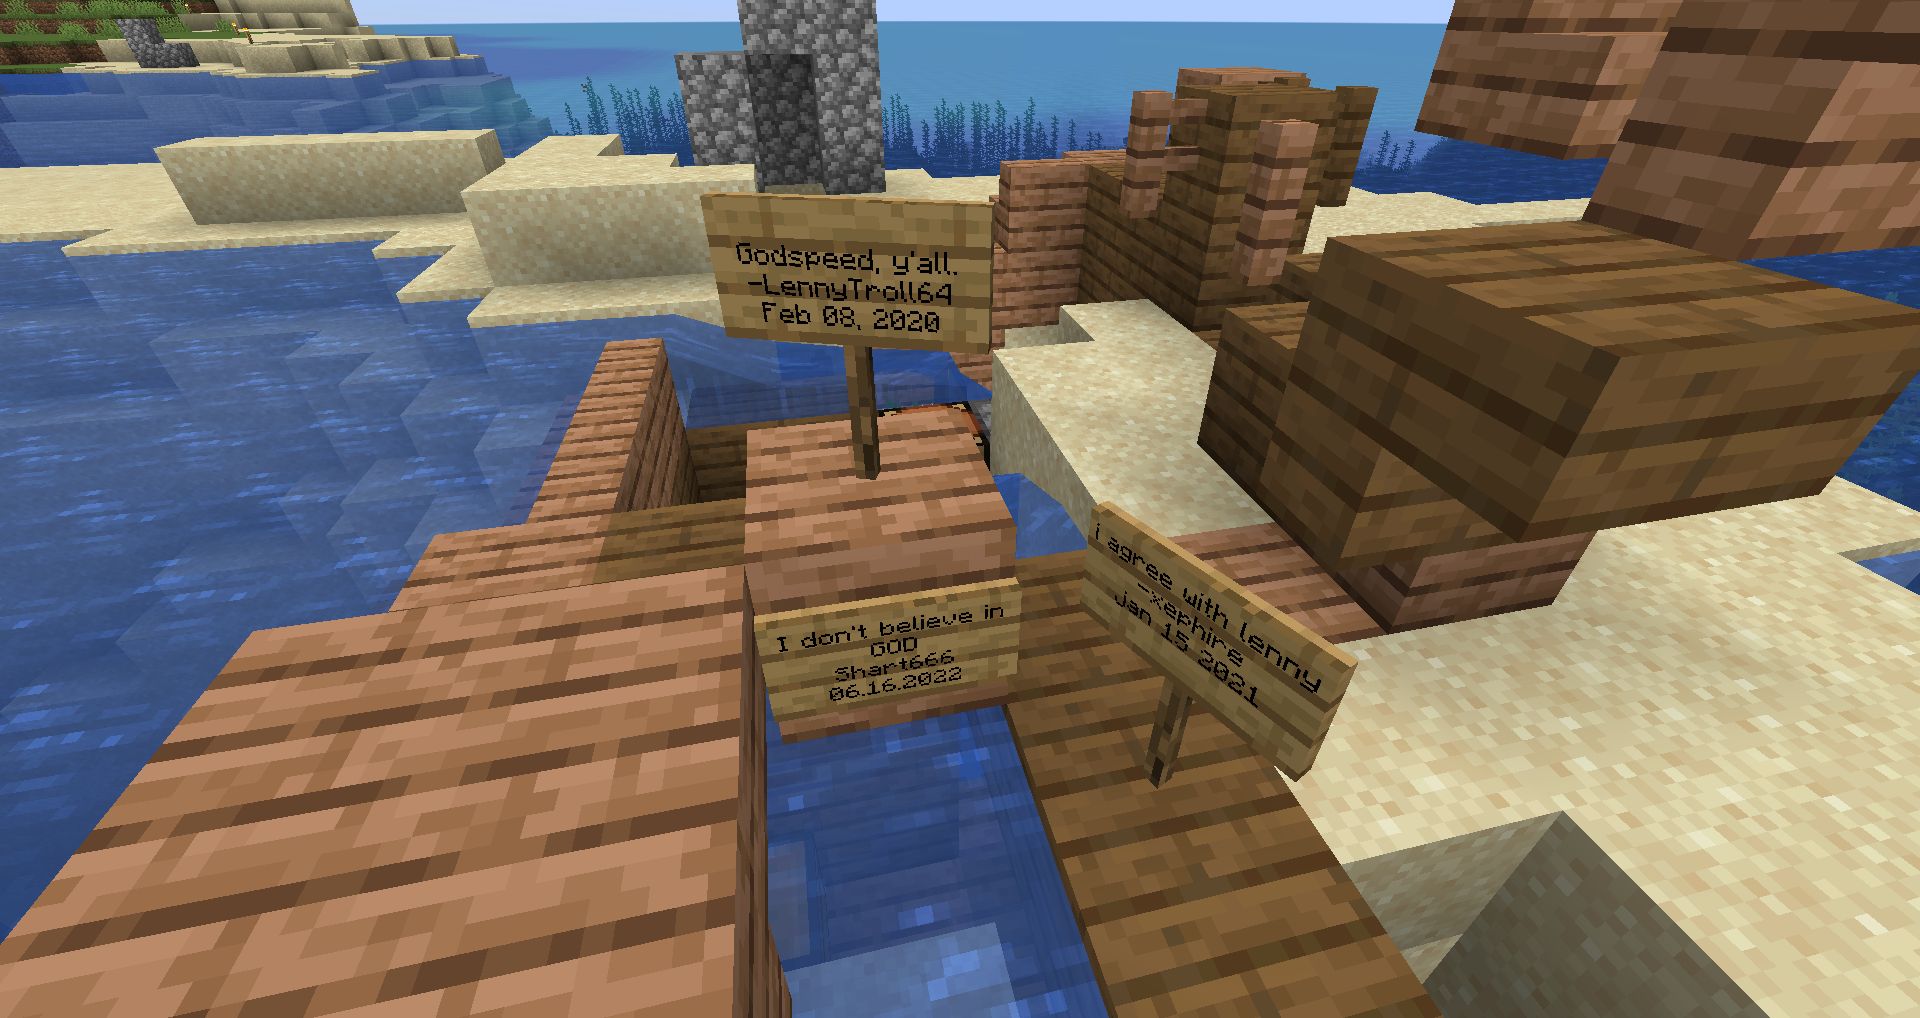 Godspeed, y'all.
-LennyTroll64
Feb 08, 2020
I don't believe in
GOD
Shart666
06.16.2022
i agree with lenny
-xephire
jan 15 2021